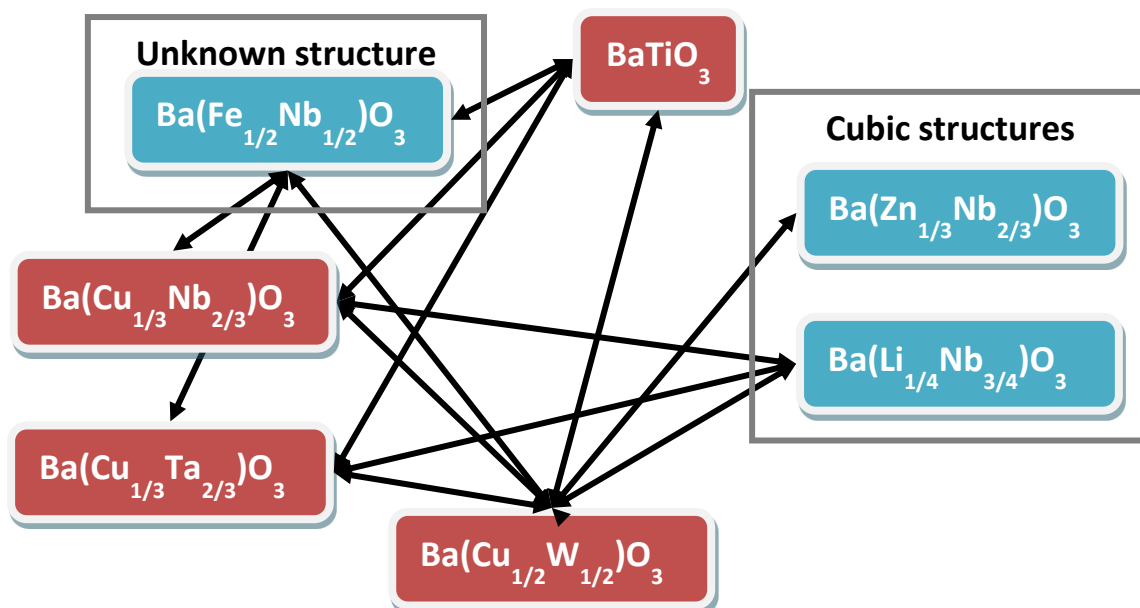 Unknown structure
Ba(Fe1/2Nb1/2)O3
BaTiO3
Cubic structures
Ba(Zn1/3Nb2/3)O3
Ba(Cu1/3Nb2/3)O3
Ba(Li1/4Nb3/4)O3
Ba(Cu1/3Ta2/3)O3
Ba(Cu1/2W1/2)O3